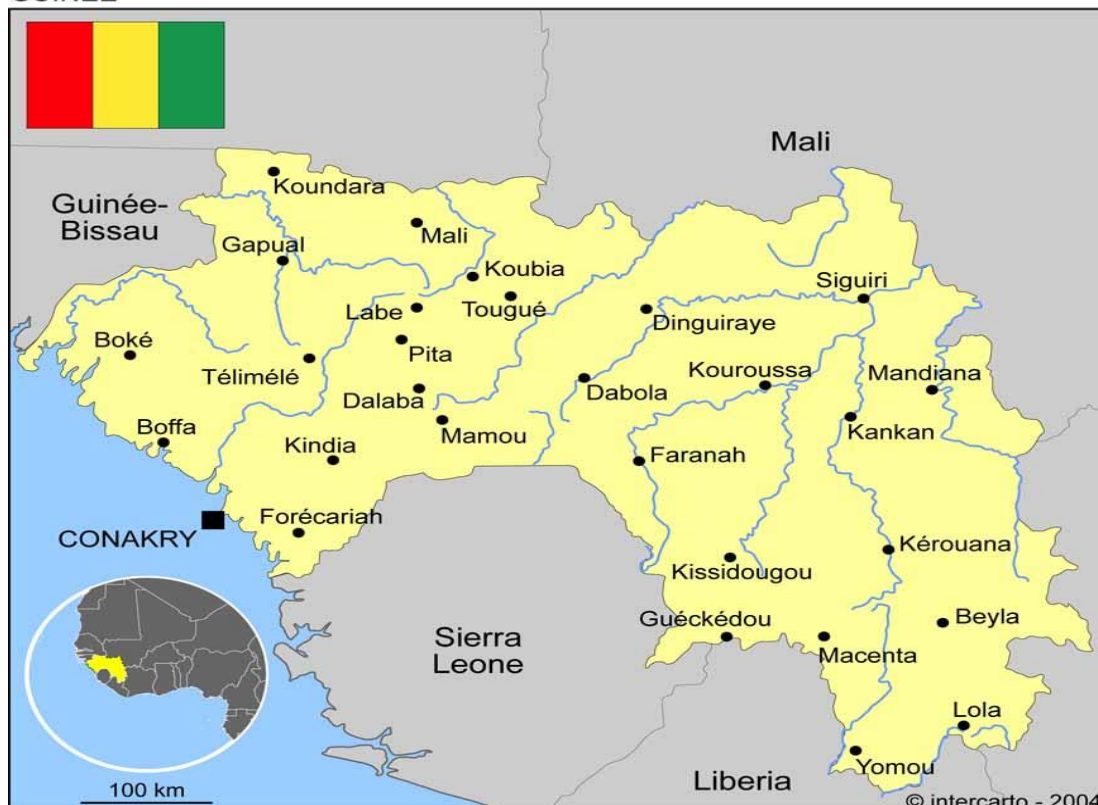 GUINÉE
Mali
Koundara
Guinée-
Bissau
Mali
Gapual
Koubia
Siguiri
Labe
Tougué
Dinguiraye
Boké
Pita
Télimélé
Kouroussa
Mandiana
Dalaba
Dabola
Boffa
Mamou
Kankan
Kindia
Faranah
Forécariah
CONAKRY
Kérouana
Kissidougou
Guéckédou
Beyla
Sierra
Leone
Macenta
Lola
Yomou
Liberia
100 km
© intercarto - 2004